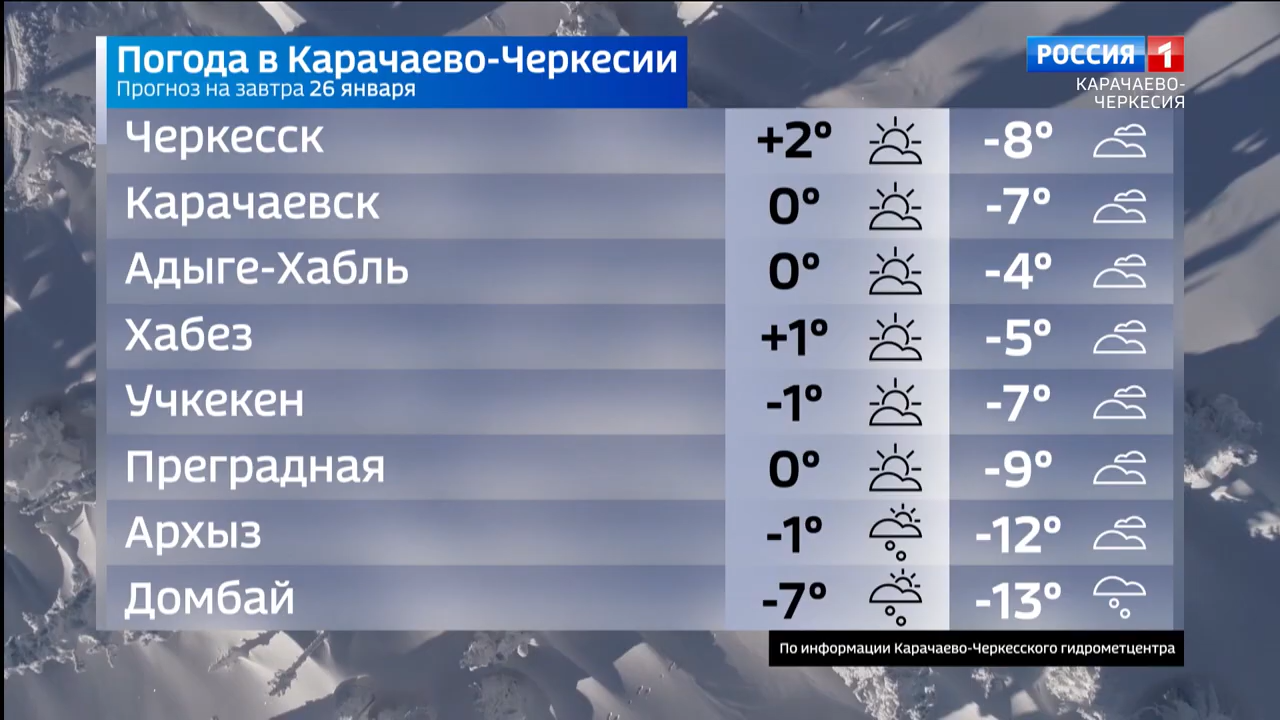 Погода в Карачаево-Черкесии
Прогноз на завтра 26 января
РОССИЯ 1
КАРАЧАЕВО-
ЧЕРКЕСИЯ
Черкесск +2° -8°
Карачаевск 0° -7°
Адыге-Хабль 0° -4°
Хабез +1° -5°
Учкекен -1° -7°
Преградная 0° -9°
Архыз -1° -12°
Домбай -7° -13°
По информации Карачаево-Черкесского гидрометцентра